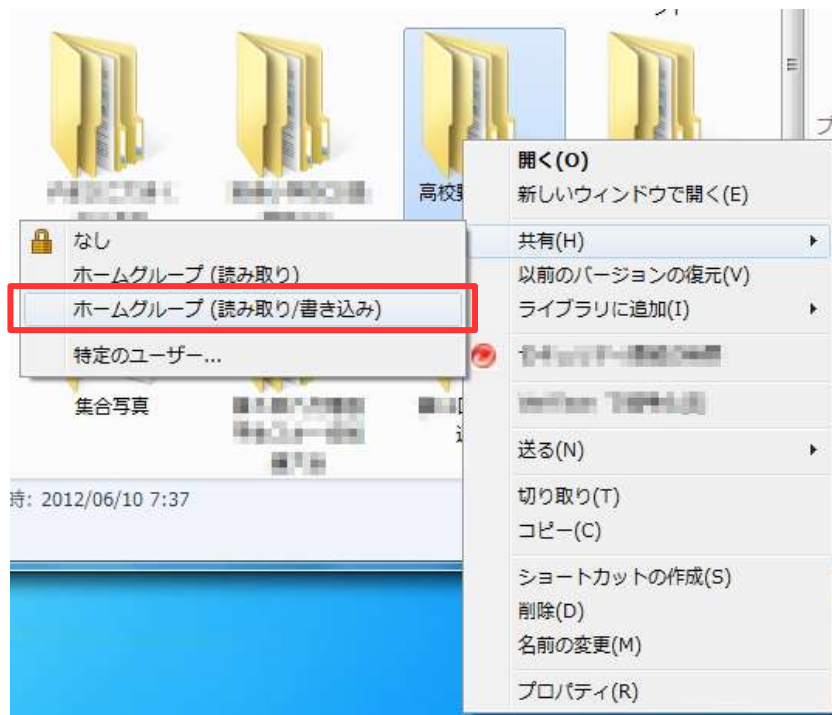 高校
開く(O)
新しいウィンドウで開く(E)
共有(H)
以前のバージョンの復元(V)
ライブラリに追加(I)
送る(N)
切り取り(T)
コピー(C)
ショートカットの作成(S)
削除(D)
名前の変更(M)
プロパティ(R)
なし
ホームグループ (読み取り)
ホームグループ (読み取り/書き込み)
特定のユーザー...
集合写真
時: 2012/06/10 7:37